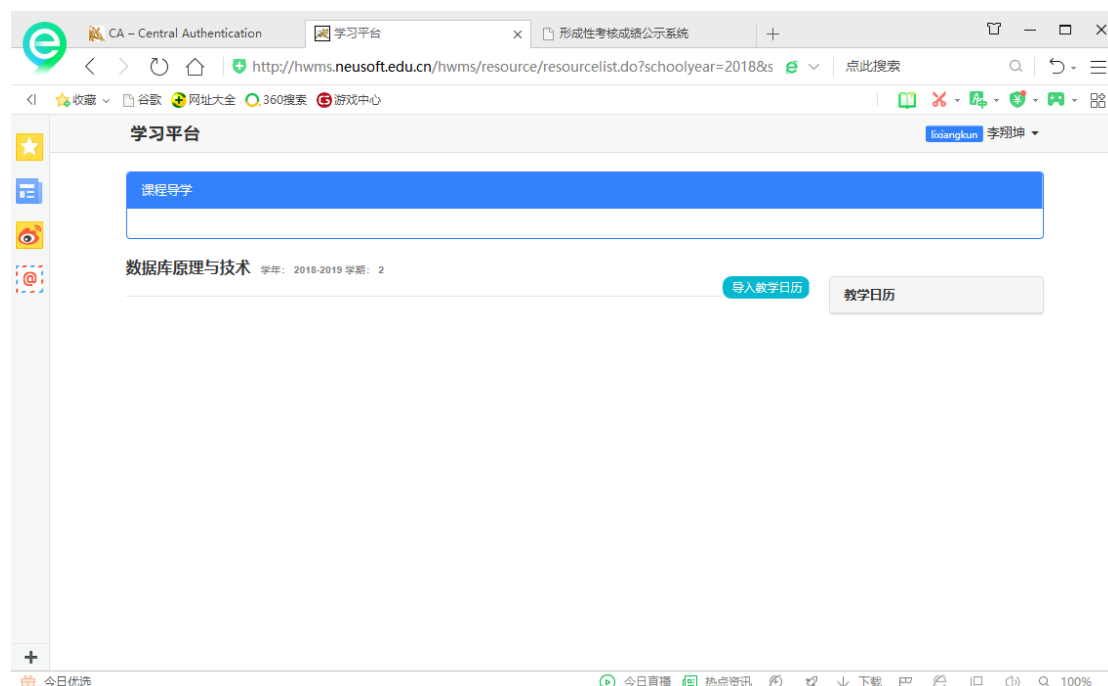 CA – Central Authentication
学习平台
形成性考核成绩公示系统
http://hwms.neusoft.edu.cn/hwms/resource/resourcelist.do?schoolyear=2018&s
点此搜索
收藏
谷歌
网址大全
360搜索
游戏中心
学习平台
lixiangkun 李翔坤
课程导学
数据库原理与技术 学年: 2018-2019 学期: 2
导入教学日历
教学日历
今日优选
今日直播
热点资讯
下载
100%